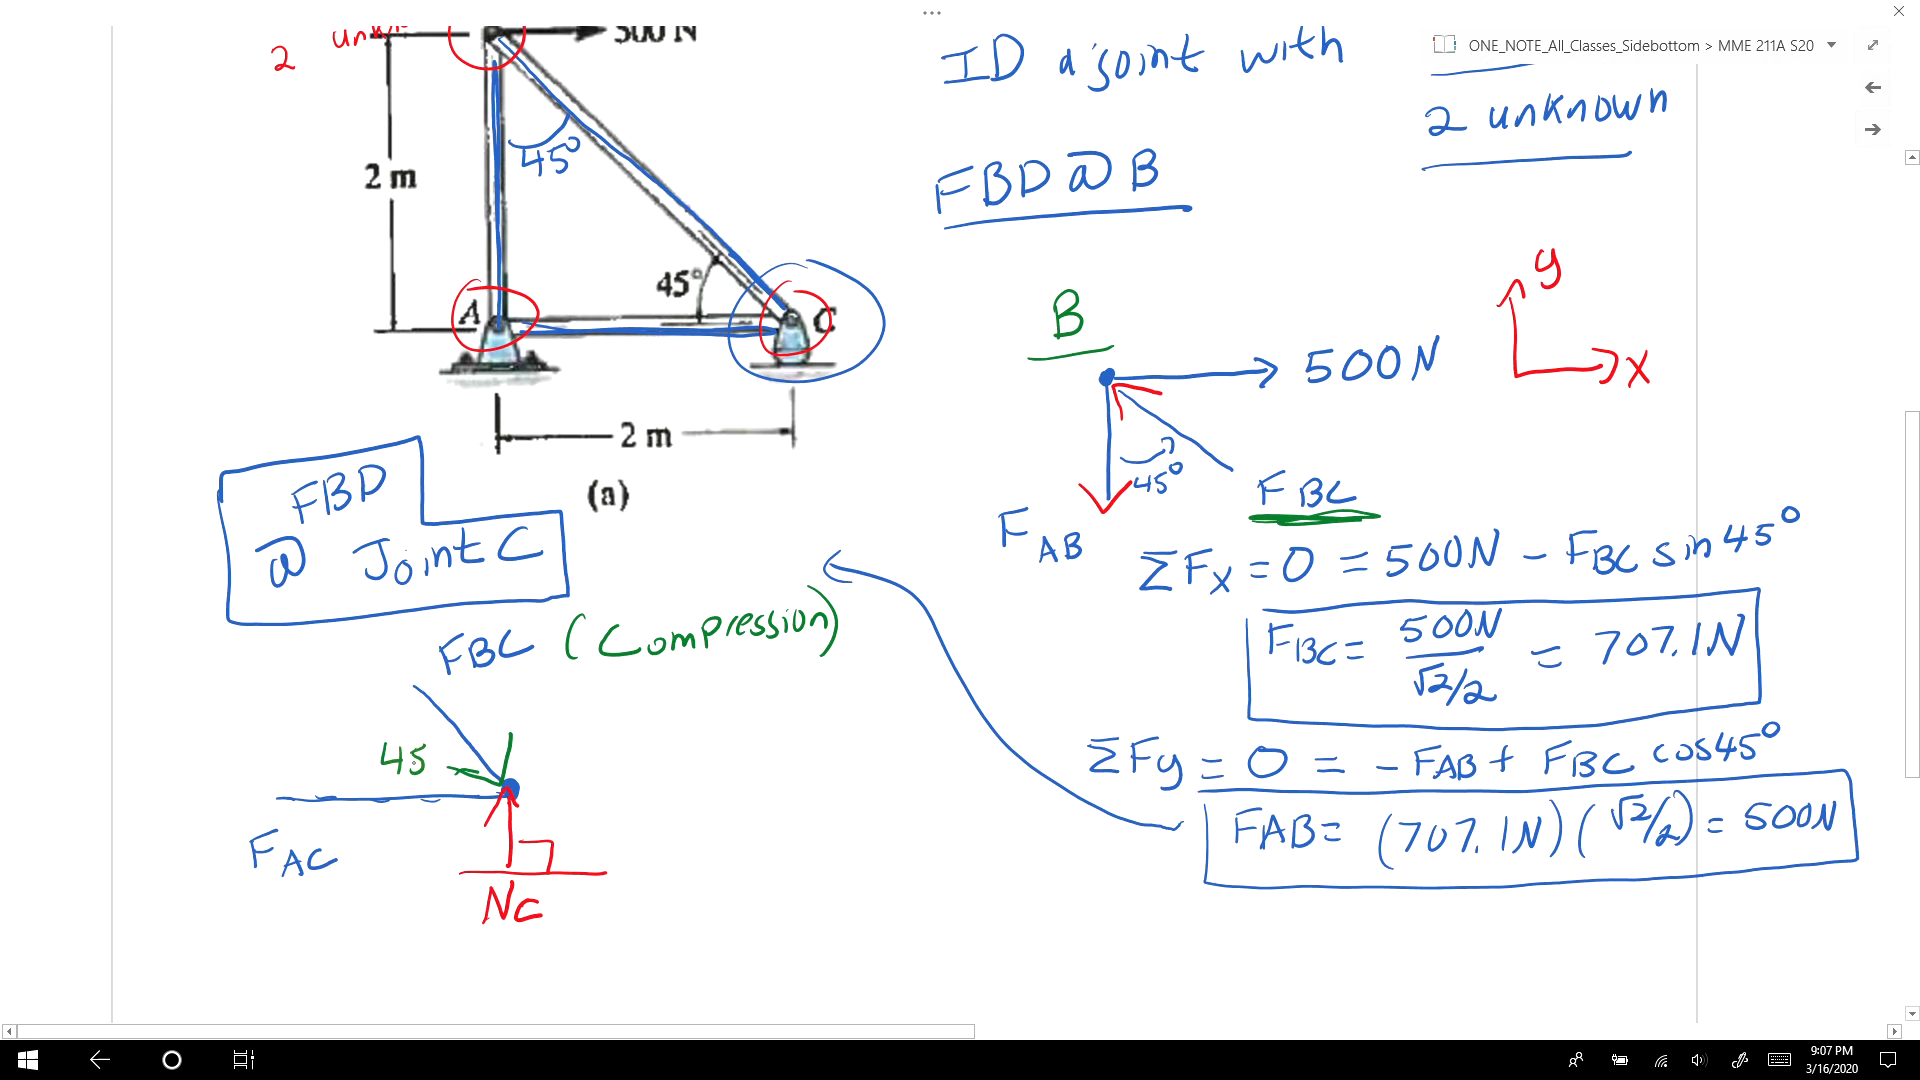 ONE_NOTE_All_Classes_Sidebottom > MME 211A S20
2 unk
500 N
ID a joint with
2 unknown
45°
2 m
FBD @ B
A
45°
C
2 m
(a)
B
500N
y
x
45°
FAB
FBC
ΣFx = 0 = 500N - FBC sin 45°
FBC = 500N / √2/2 = 707.1N
ΣFy = 0 = -FAB + FBC cos45°
FAB = (707.1N)(√2/2) = 500N
FBD
@ Joint C
FBC (Compression)
45
FAC
NC
9:07 PM
3/16/2020